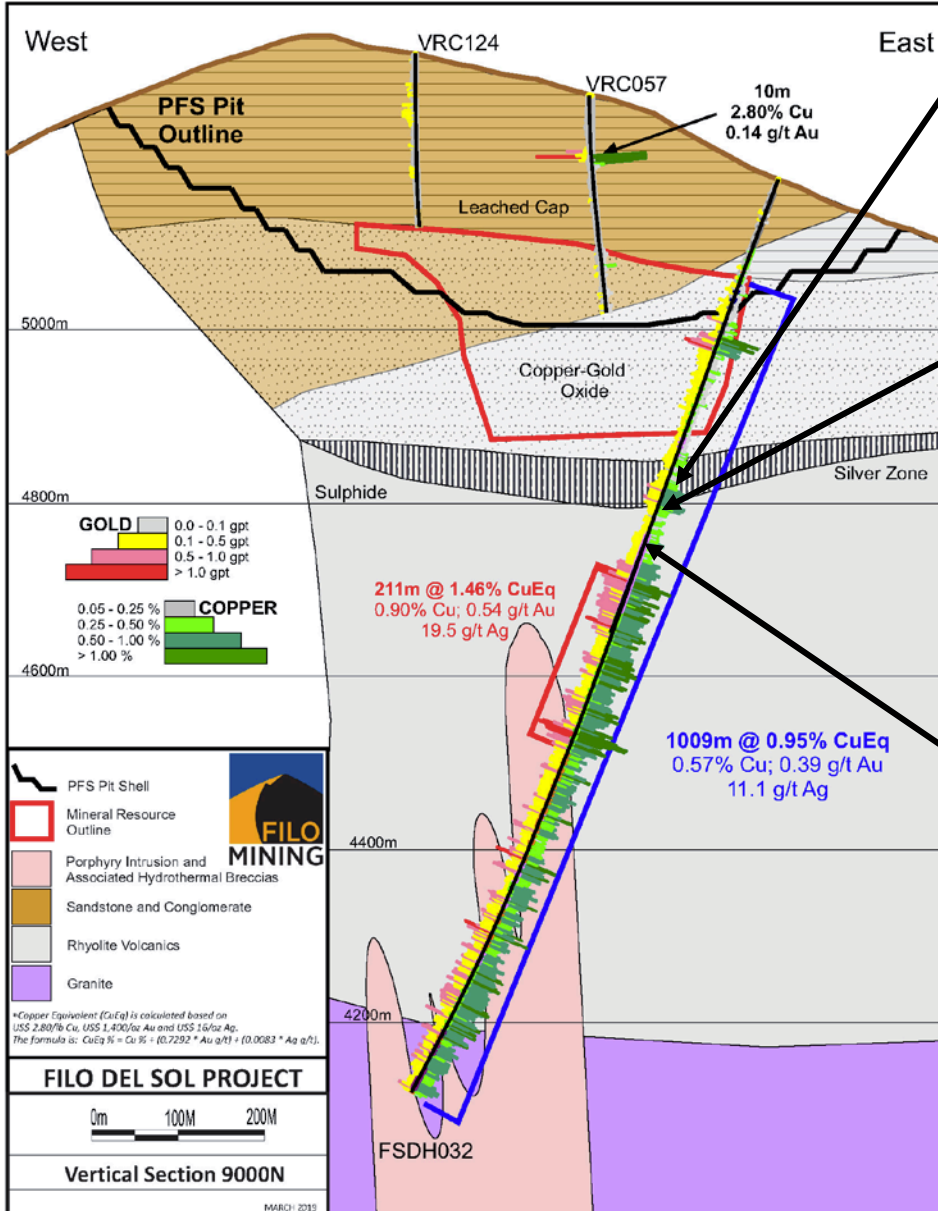 West
East
VRC124
VRC057
10m
2.80% Cu
0.14 g/t Au
PFS Pit
Outline
Leached Cap
5000m
Copper-Gold
Oxide
Silver Zone
Sulphide
4800m
GOLD
0.0 - 0.1 gpt
0.1 - 0.5 gpt
0.5 - 1.0 gpt
> 1.0 gpt
0.05 - 0.25 % COPPER
0.25 - 0.50 %
0.50 - 1.00 %
> 1.00 %
211m @ 1.46% CuEq
0.90% Cu; 0.54 g/t Au
19.5 g/t Ag
4600m
1009m @ 0.95% CuEq
0.57% Cu; 0.39 g/t Au
11.1 g/t Ag
4400m
4200m
FSDH032
PFS Pit Shell
Mineral Resource
Outline
FILO
MINING
Porphyry Intrusion and
Associated Hydrothermal Breccias
Sandstone and Conglomerate
Rhyolite Volcanics
Granite
*Copper Equivalent (CuEq) is calculated based on
US$ 2.80/lb Cu, US$ 1,400/oz Au and US$ 16/oz Ag.
The formula is: CuEq % = Cu % + (0.7292 * Au g/t) + (0.0083 * Ag g/t).
FILO DEL SOL PROJECT
0m 100M 200M
Vertical Section 9000N
MARCH 2019